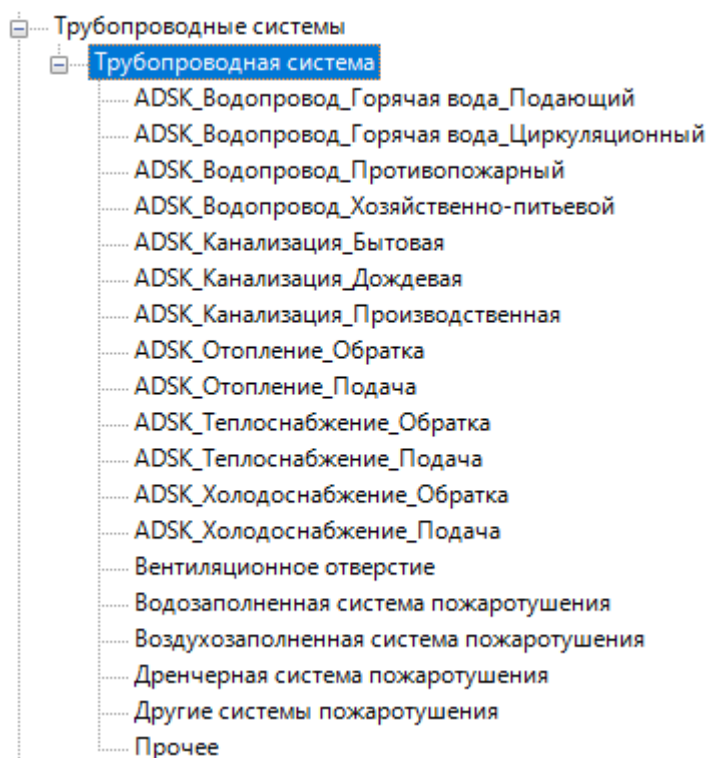 Трубопроводные системы
Трубопроводная система
ADSK_Водопровод_Горячая вода_Подающий
ADSK_Водопровод_Горячая вода_Циркуляционный
ADSK_Водопровод_Противопожарный
ADSK_Водопровод_Хозяйственно-питьевой
ADSK_Канализация_Бытовая
ADSK_Канализация_Дождевая
ADSK_Канализация_Производственная
ADSK_Отопление_Обратка
ADSK_Отопление_Подача
ADSK_Теплоснабжение_Обратка
ADSK_Теплоснабжение_Подача
ADSK_Холодоснабжение_Обратка
ADSK_Холодоснабжение_Подача
Вентиляционное отверстие
Водозаполненная система пожаротушения
Воздухозаполненная система пожаротушения
Дренчерная система пожаротушения
Другие системы пожаротушения
Прочее